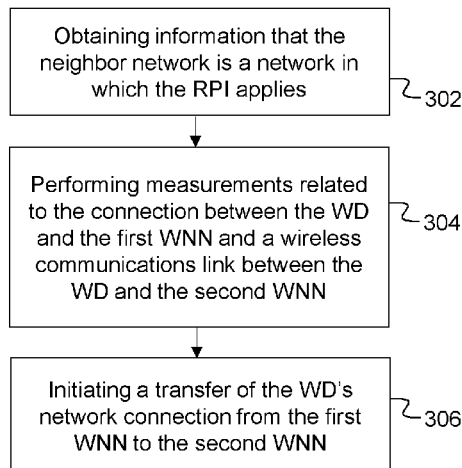 Obtaining information that the
neighbor network is a network in
which the RPI applies
302
Performing measurements related
to the connection between the WD
and the first WNN and a wireless
communications link between the
WD and the second WNN
304
Initiating a transfer of the WD's
network connection from the first
WNN to the second WNN
306